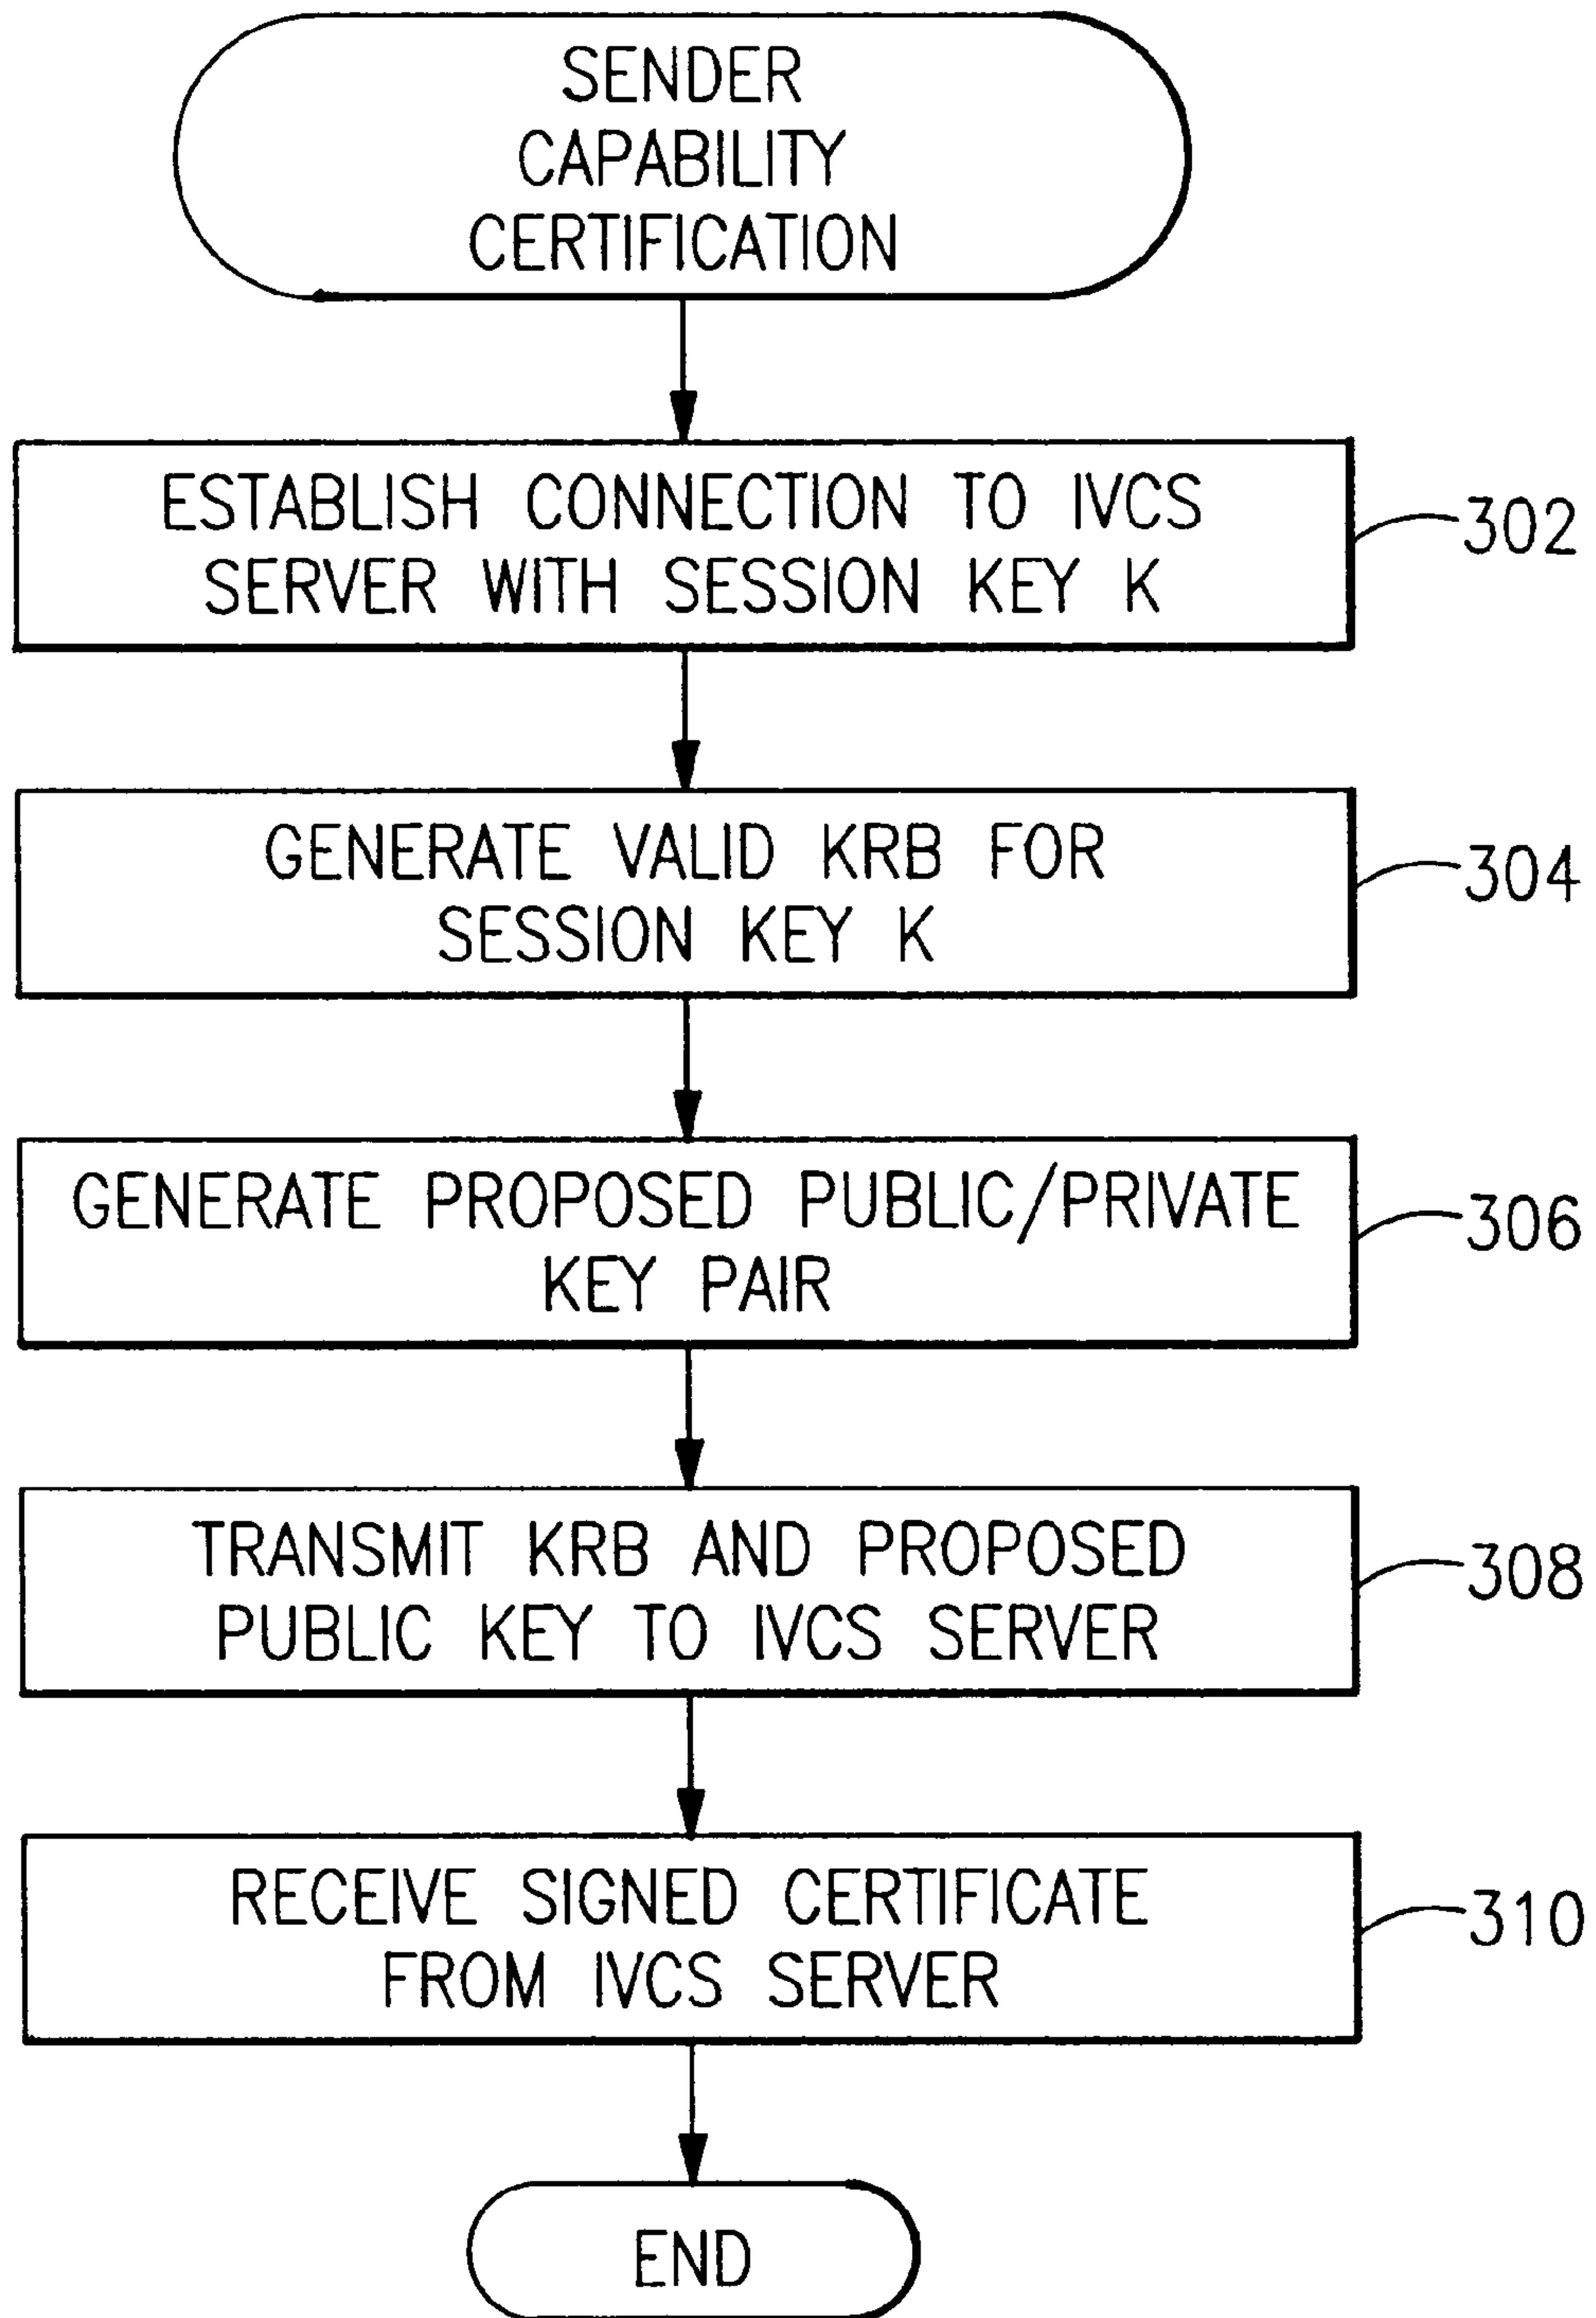 SENDER
CAPABILITY
CERTIFICATION
ESTABLISH CONNECTION TO IVCS
SERVER WITH SESSION KEY K
302
GENERATE VALID KRB FOR
SESSION KEY K
304
GENERATE PROPOSED PUBLIC/PRIVATE
KEY PAIR
306
TRANSMIT KRB AND PROPOSED
PUBLIC KEY TO IVCS SERVER
308
RECEIVE SIGNED CERTIFICATE
FROM IVCS SERVER
310
END